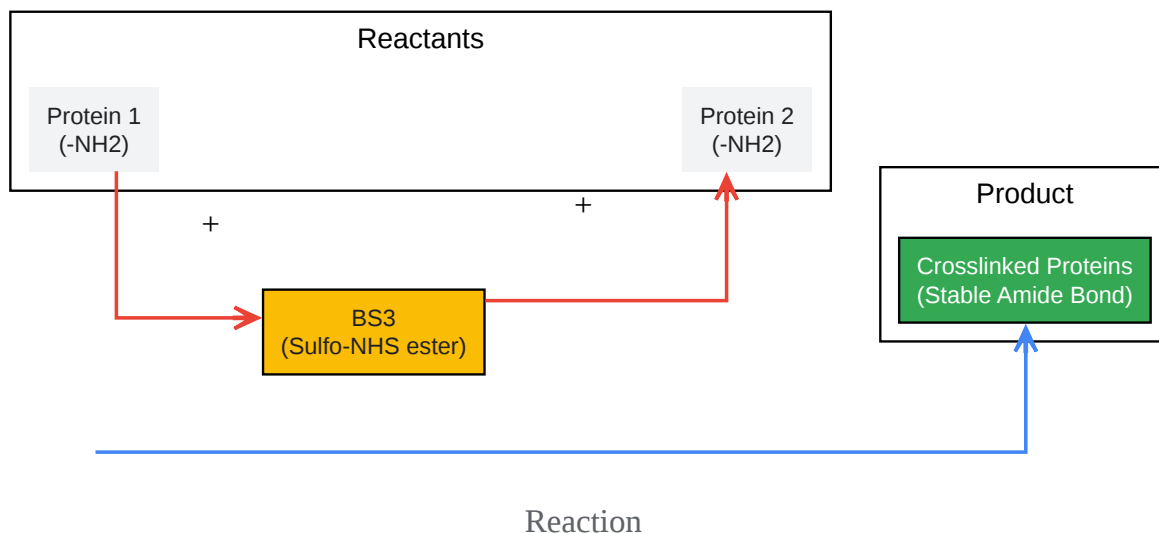 Reactants
Protein 1
(-NH2)
Protein 2
(-NH2)
+
+
BS3
(Sulfo-NHS ester)
Product
Crosslinked Proteins
(Stable Amide Bond)
Reaction